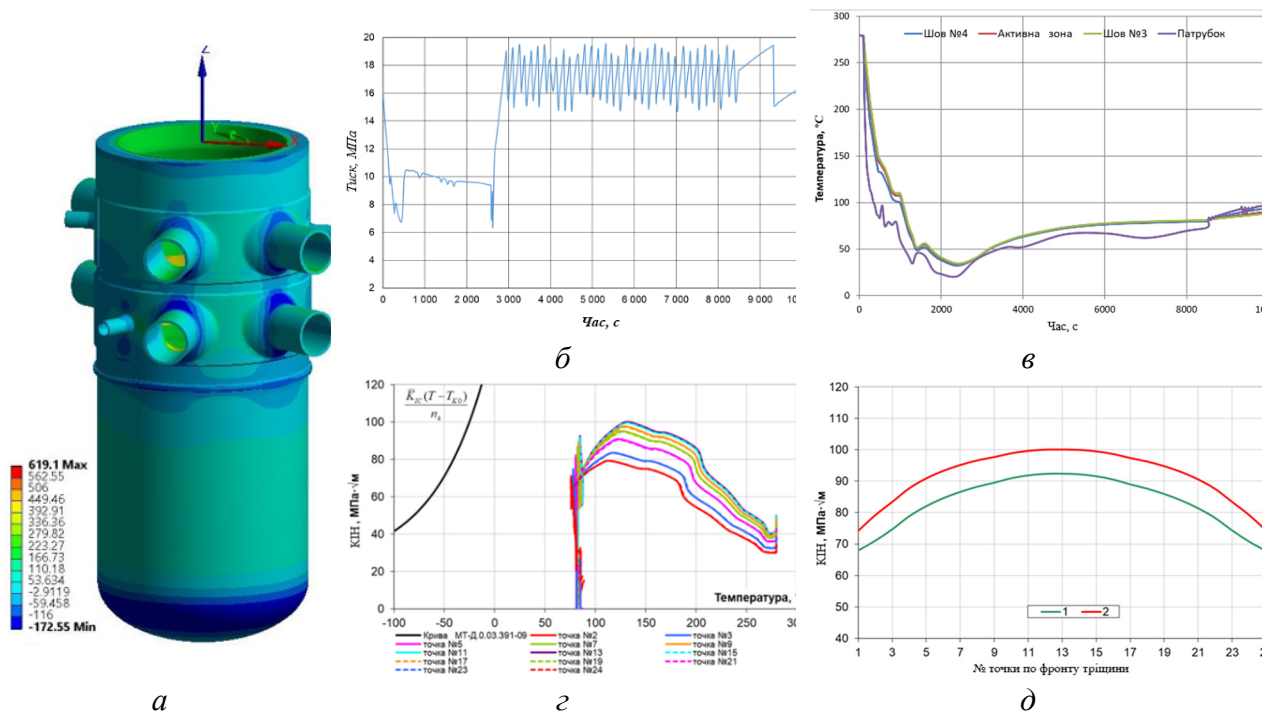 Z
Y
X
619.1 Max
562.55
506
449.46
392.91
336.36
279.82
223.27
166.73
110.18
53.634
-2.9119
-59.458
-116
-172.55 Min
а
Тиск, МПа
20
18
16
14
12
10
8
6
4
2
0 1 000 2 000 3 000 4 000 5 000 6 000 7 000 8 000 9 000
Час, с
б
Шов №4 Активна зона Шов №3 Патрубок
Температура, °С
300
250
200
150
100
50
0
0 2000 4000 6000 8000
Час, с
в
КІН, МПа·√м
120
100
80
60
40
20
0
K̄_IC(T − T_K0)
n_k
-100 -50 0 50 100 150 200 250
Температура,
Крива МТ-Д.0.03.391-09 точка №2 точка №3
точка №5 точка №7 точка №9
точка №11 точка №13 точка №15
точка №17 точка №19 точка №21
точка №23 точка №24
г
КІН, МПа·√м
120
110
100
90
80
70
60
50
40
1 2
1 3 5 7 9 11 13 15 17 19 21 23
№ точки по фронту тріщини
д